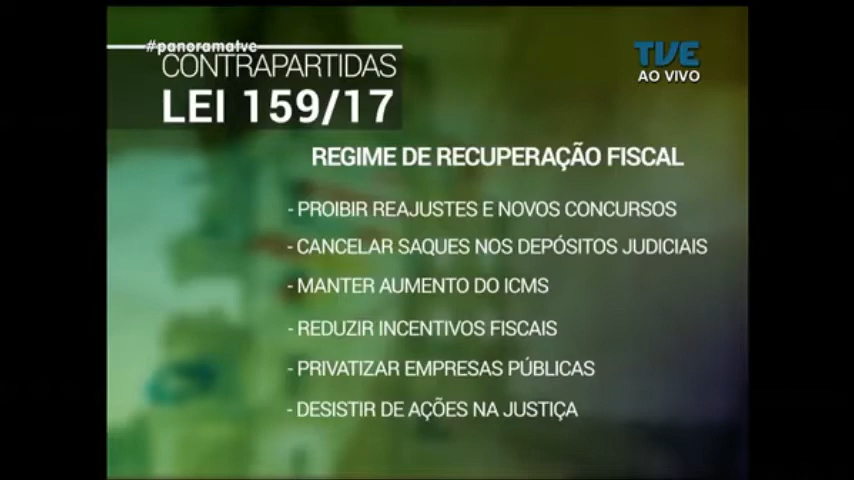 #panoramatve
CONTRAPARTIDAS
LEI 159/17
TVE
AO VIVO
REGIME DE RECUPERAÇÃO FISCAL
- PROIBIR REAJUSTES E NOVOS CONCURSOS
- CANCELAR SAQUES NOS DEPÓSITOS JUDICIAIS
- MANTER AUMENTO DO ICMS
- REDUZIR INCENTIVOS FISCAIS
- PRIVATIZAR EMPRESAS PÚBLICAS
- DESISTIR DE AÇÕES NA JUSTIÇA